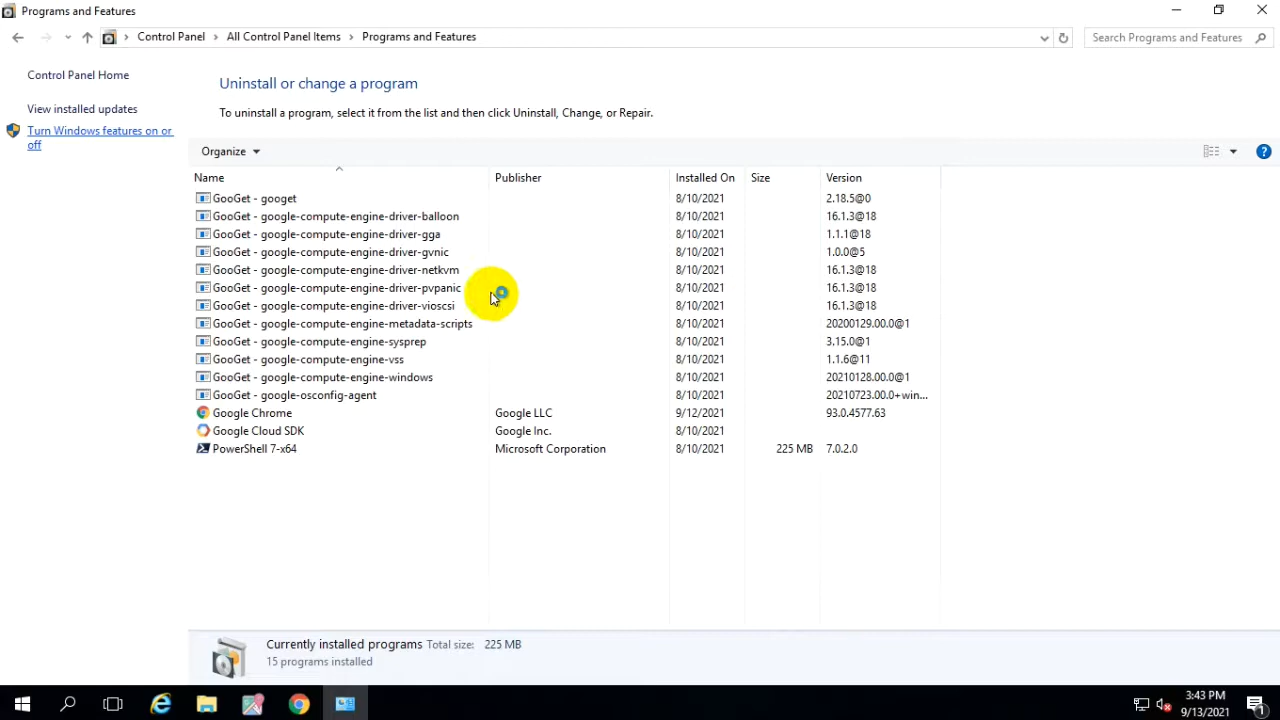 Programs and Features
Control Panel > All Control Panel Items > Programs and Features
Search Programs and Features
Control Panel Home
View installed updates
Turn Windows features on or
off
Uninstall or change a program
To uninstall a program, select it from the list and then click Uninstall, Change, or Repair.
Organize
Name Publisher Installed On Size Version
GooGet - googet 8/10/2021 2.18.5@0
GooGet - google-compute-engine-driver-balloon 8/10/2021 16.1.3@18
GooGet - google-compute-engine-driver-gga 8/10/2021 1.1.1@18
GooGet - google-compute-engine-driver-gvnic 8/10/2021 1.0.0@5
GooGet - google-compute-engine-driver-netkvm 8/10/2021 16.1.3@18
GooGet - google-compute-engine-driver-pvpanic 8/10/2021 16.1.3@18
GooGet - google-compute-engine-driver-vioscsi 8/10/2021 16.1.3@18
GooGet - google-compute-engine-metadata-scripts 8/10/2021 20200129.00.0@1
GooGet - google-compute-engine-sysprep 8/10/2021 3.15.0@1
GooGet - google-compute-engine-vss 8/10/2021 1.1.6@11
GooGet - google-compute-engine-windows 8/10/2021 20210128.00.0@1
GooGet - google-osconfig-agent 8/10/2021 20210723.00.0+win...
Google Chrome Google LLC 9/12/2021 93.0.4577.63
Google Cloud SDK Google Inc. 8/10/2021
PowerShell 7-x64 Microsoft Corporation 8/10/2021 225 MB 7.0.2.0
Currently installed programs Total size: 225 MB
15 programs installed
3:43 PM
9/13/2021
1